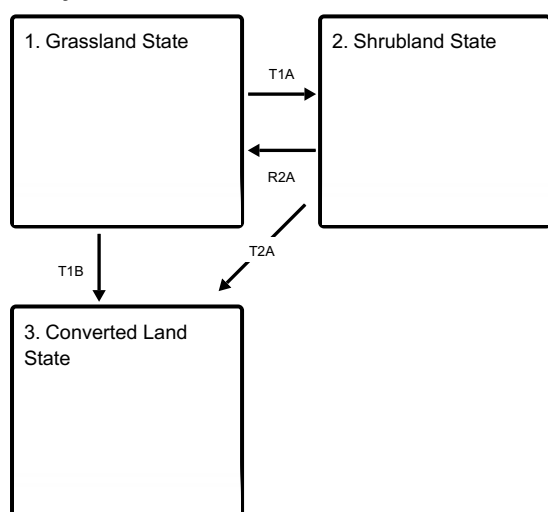 1. Grassland State
2. Shrubland State
T1A
R2A
T2A
T1B
3. Converted Land
State